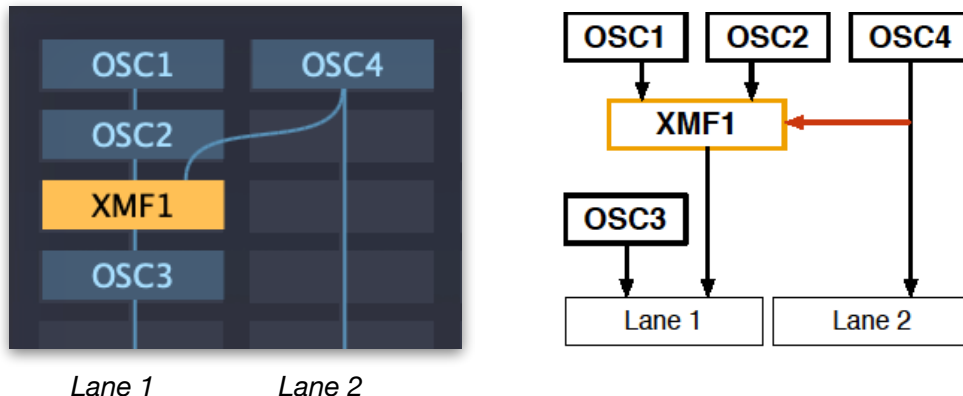 OSC1 OSC4
OSC2
XMF1
OSC3
Lane 1 Lane 2
OSC1 OSC2 OSC4
XMF1
OSC3
Lane 1 Lane 2